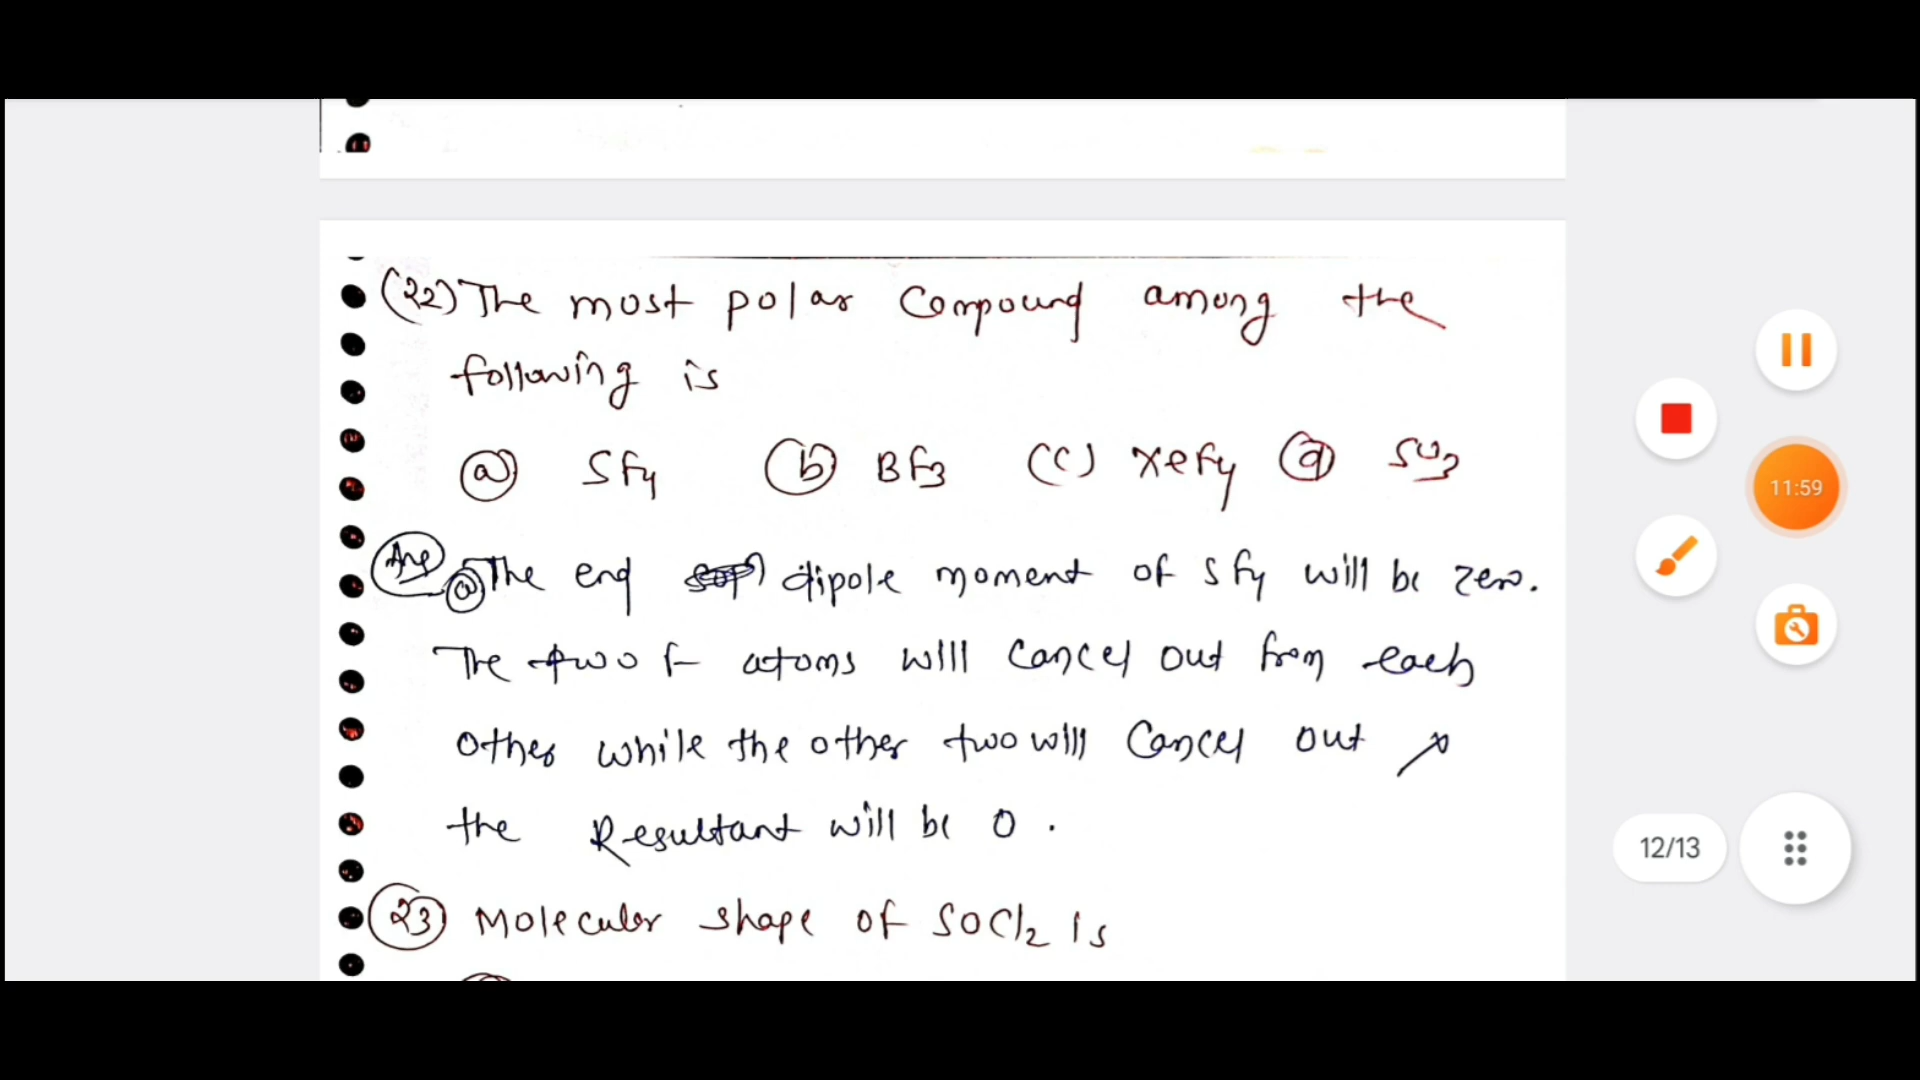 (22) The most polar Compound among the
following is
(a) SF4 (b) BF3 (c) XeF4 (d) SO3
Ans (a) The end dipole moment of SF4 will be zero.
The two F atoms will cancel out from each
other while the other two will Cancel out
the Resultant will be 0.
(23) Molecular shape of SOCl2 is
11:59
12/13